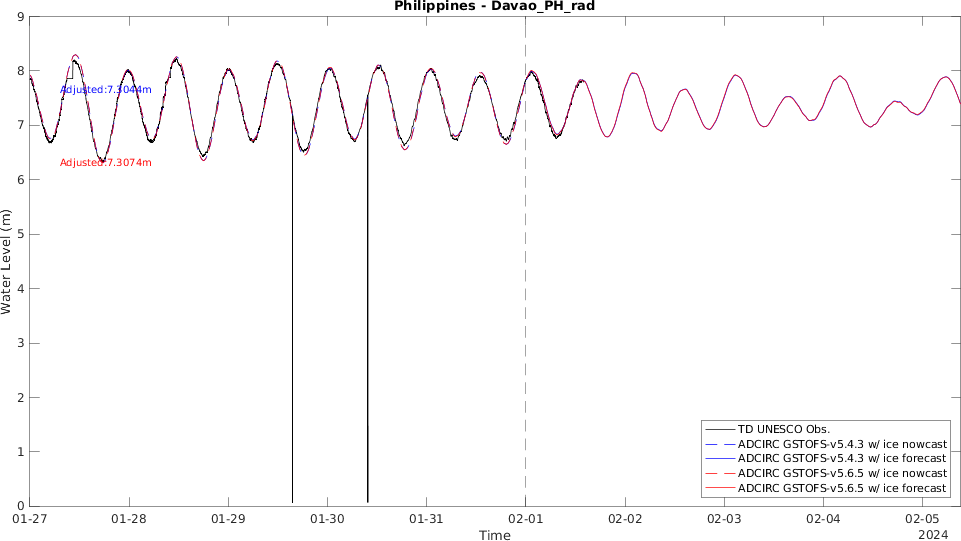 Philippines - Davao_PH_rad
9
8
7
6
5
4
3
2
1
0
Water Level (m)
Adjusted:7.3044m
Adjusted:7.3074m
TD UNESCO Obs.
ADCIRC GSTOFS-v5.4.3 w/ ice nowcast
ADCIRC GSTOFS-v5.4.3 w/ ice forecast
ADCIRC GSTOFS-v5.6.5 w/ ice nowcast
ADCIRC GSTOFS-v5.6.5 w/ ice forecast
01-27 01-28 01-29 01-30 01-31 02-01 02-02 02-03 02-04 02-05
Time
2024